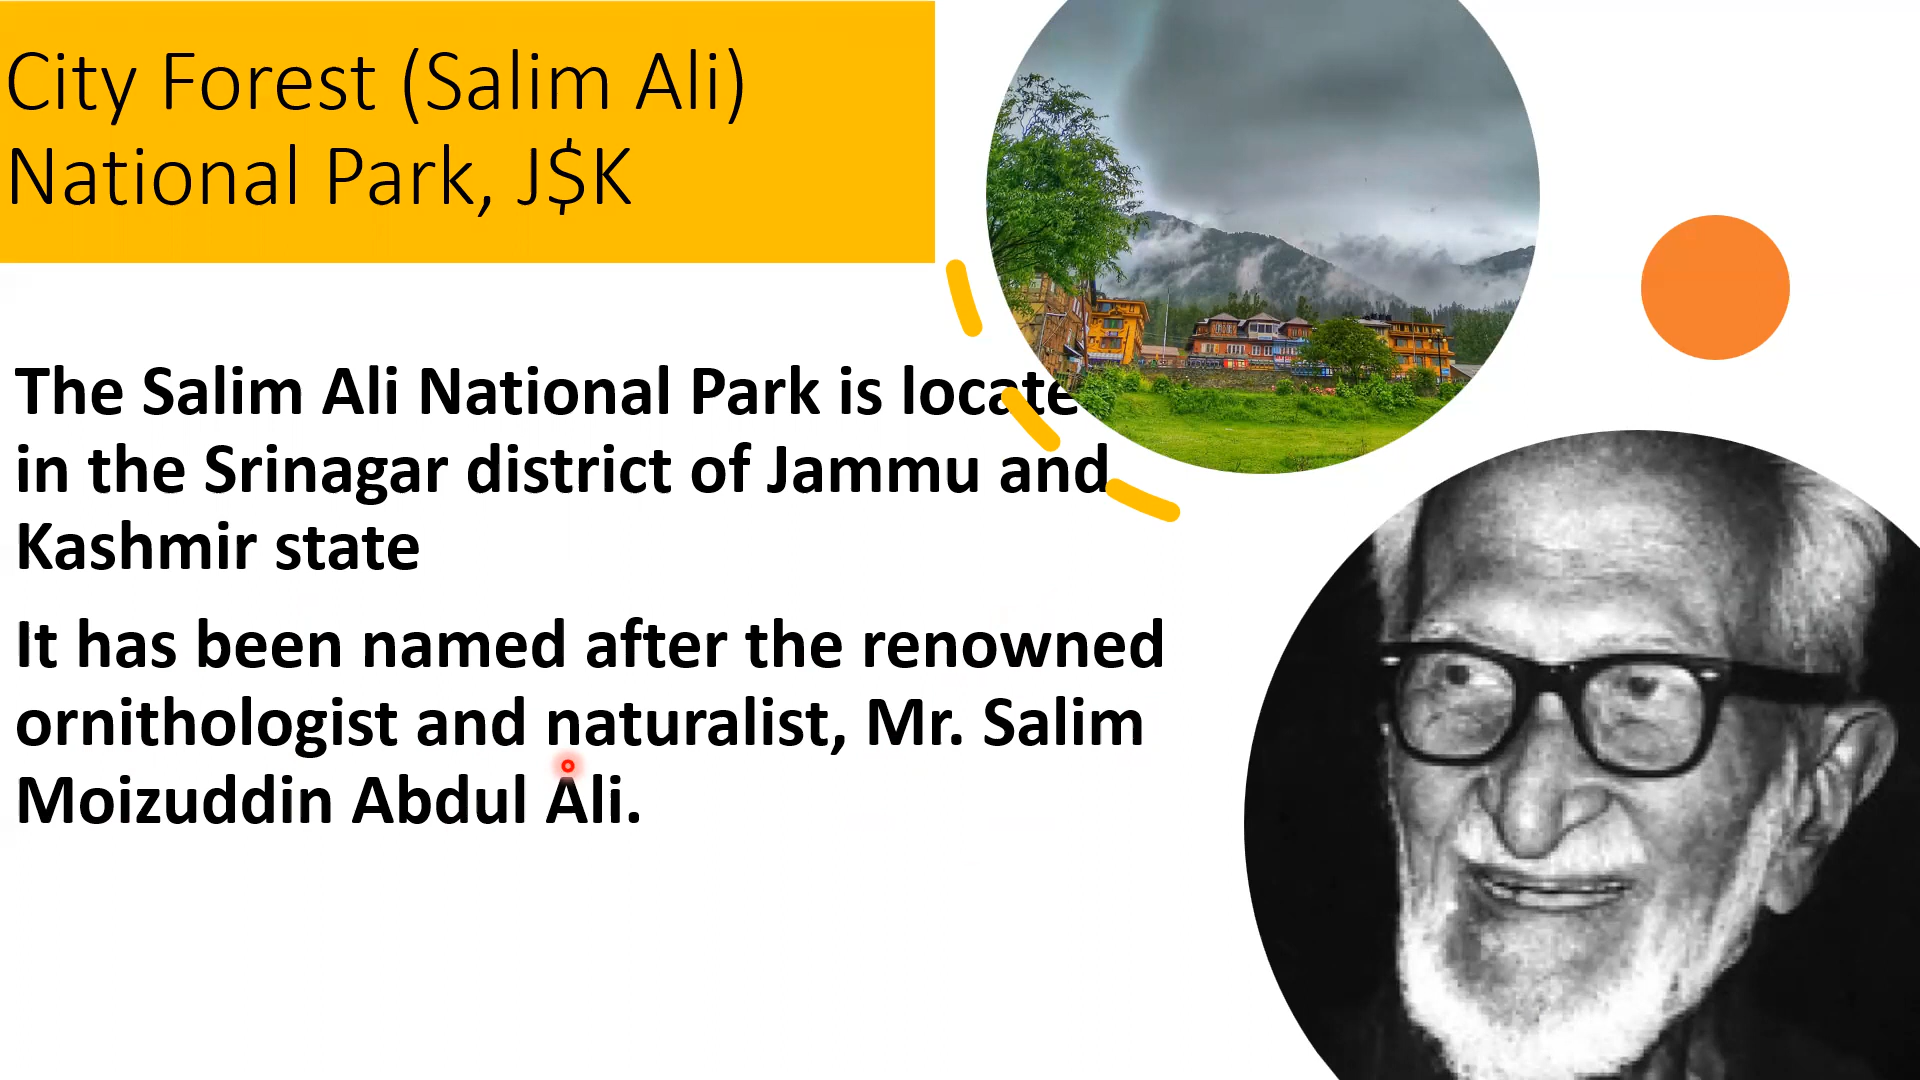 City Forest (Salim Ali)
National Park, J$K
The Salim Ali National Park is locate
in the Srinagar district of Jammu and
Kashmir state
It has been named after the renowned
ornithologist and naturalist, Mr. Salim
Moizuddin Abdul Ali.